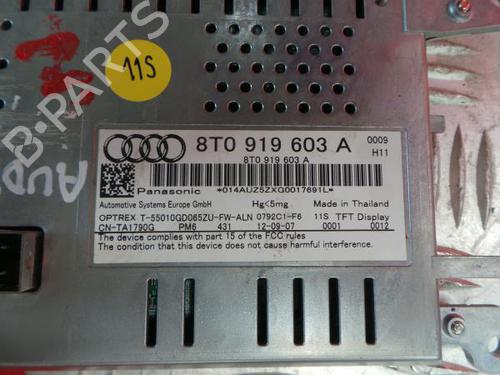 11S
B-PARTS
AUDI
8T0 919 603 A
0009
H11
8T0 919 603 A
Panasonic *014AUZ5ZXG0017691L*
Automotive Systems Europe GmbH Hg<5mg Made in Thailand
OPTREX T-55010GD065ZU-FW-ALN 0792C1-F6 11S TFT Display
CN-TA1790G PM6 431 12-09-07 0001 0012
The device complies with part 15 of the FCC rules
The condition that this device does not cause harmful interference.